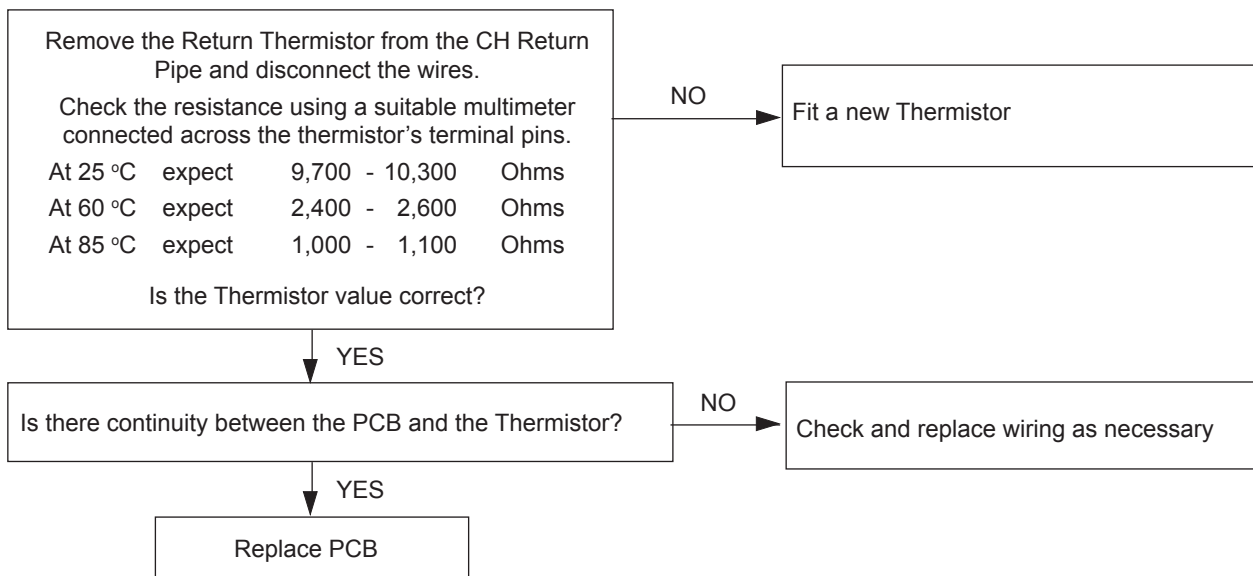 Remove the Return Thermistor from the CH Return
Pipe and disconnect the wires.
Check the resistance using a suitable multimeter
connected across the thermistor's terminal pins.
At 25 ºC expect 9,700 - 10,300 Ohms
At 60 ºC expect 2,400 - 2,600 Ohms
At 85 ºC expect 1,000 - 1,100 Ohms
Is the Thermistor value correct?
NO
Fit a new Thermistor
YES
Is there continuity between the PCB and the Thermistor?
NO
Check and replace wiring as necessary
YES
Replace PCB